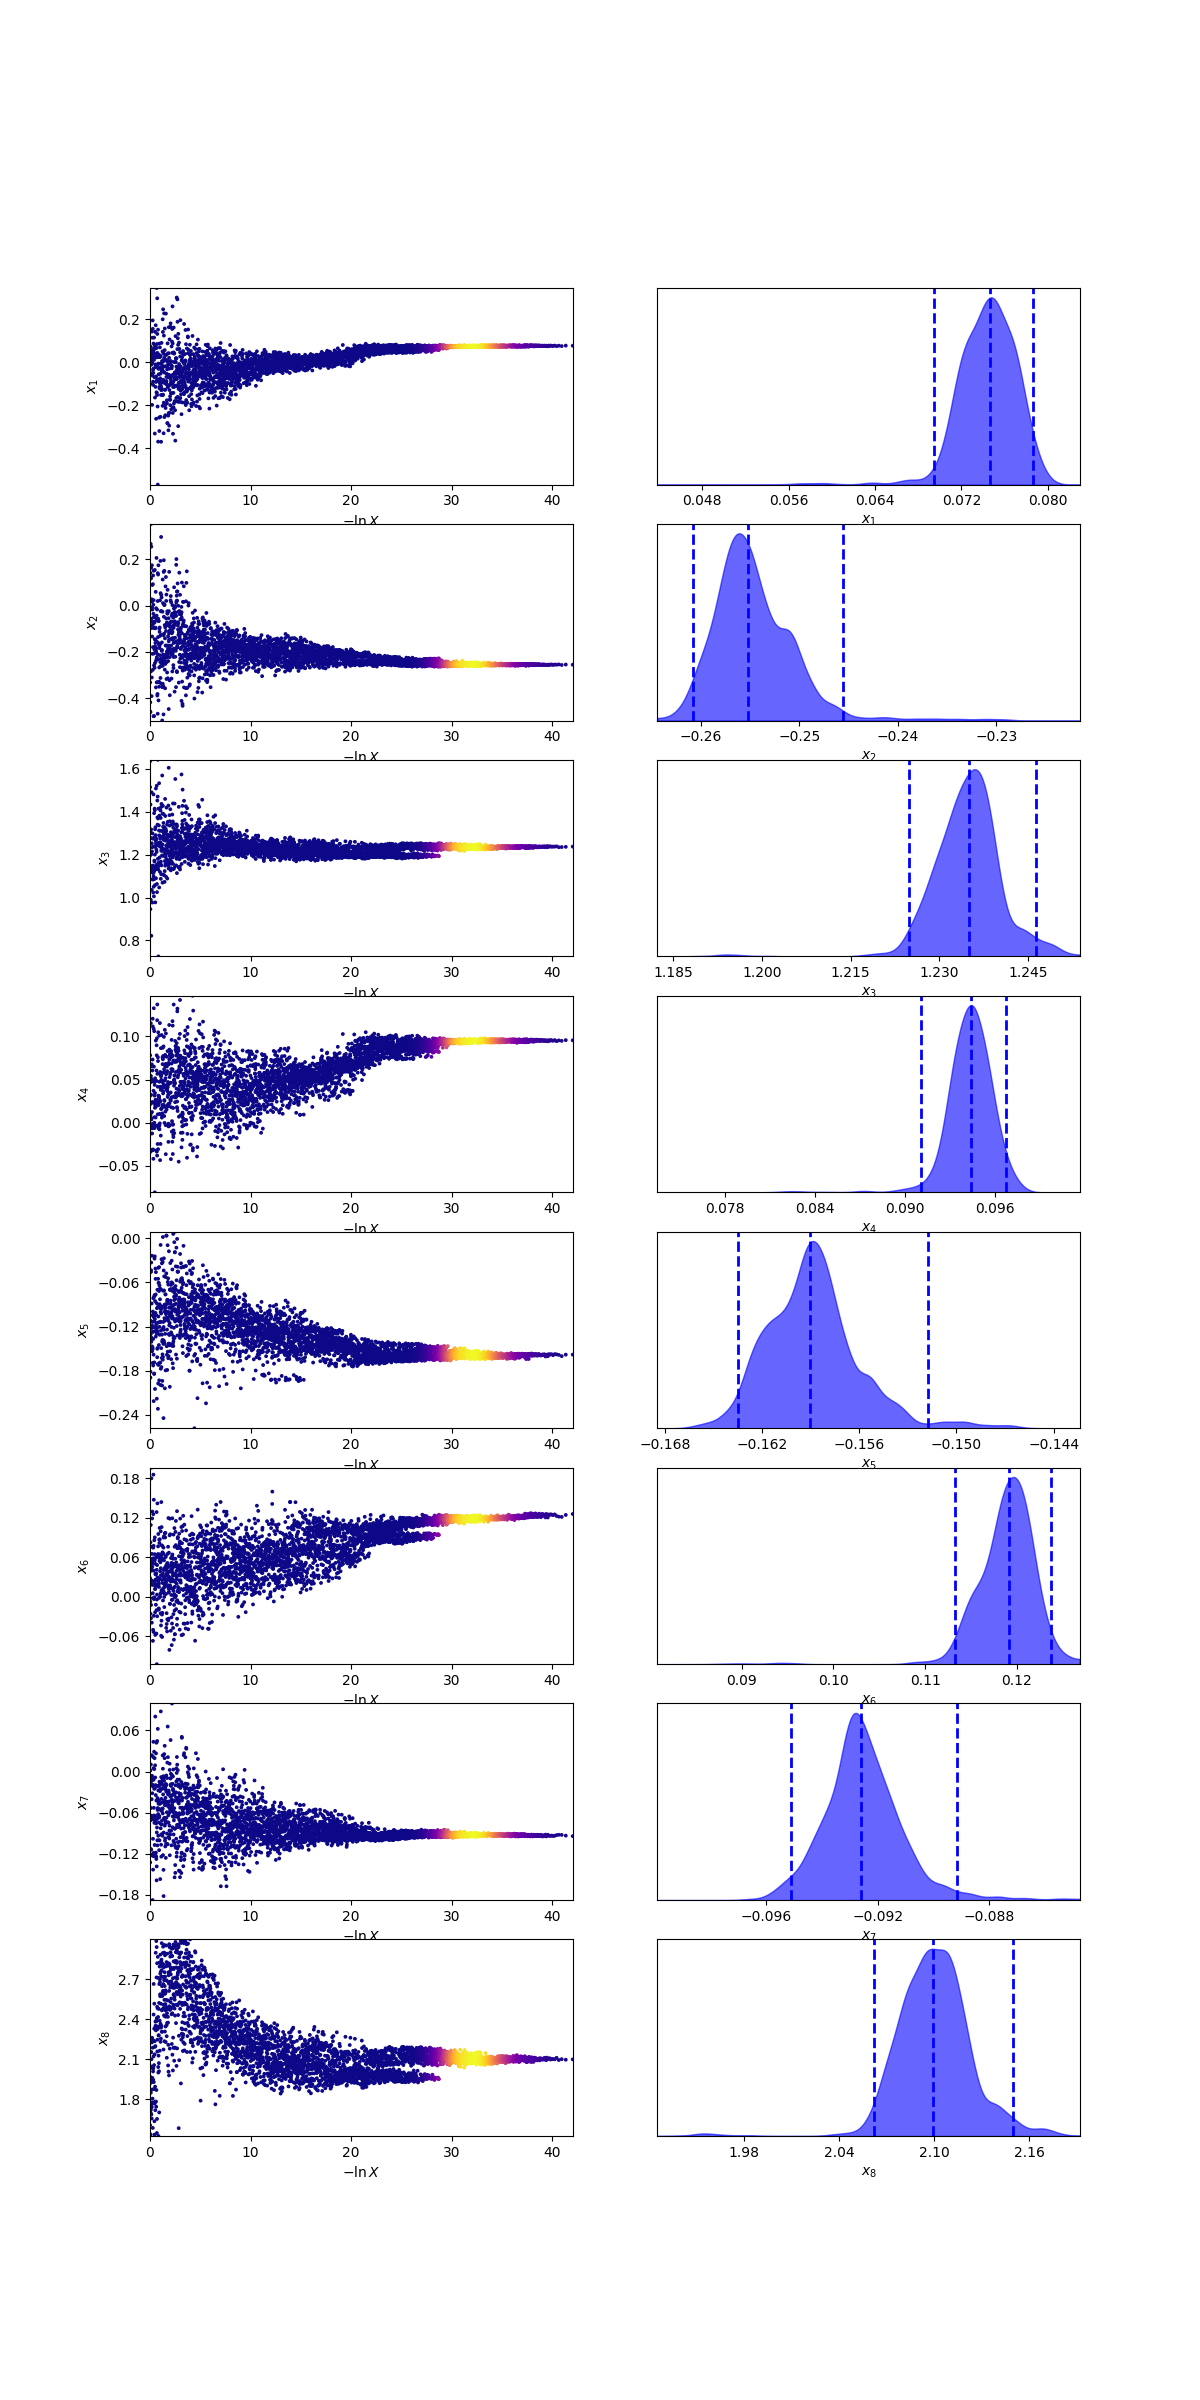 0.2
0.0
−0.2
−0.4
x₁
0 10 20 30 40
−ln X
0.048 0.056 0.064 0.072 0.080
x₁
0.2
0.0
−0.2
−0.4
x₂
0 10 20 30 40
−ln X
−0.26 −0.25 −0.24 −0.23
x₂
1.6
1.4
1.2
1.0
0.8
x₃
0 10 20 30 40
−ln X
1.185 1.200 1.215 1.230 1.245
x₃
0.10
0.05
0.00
−0.05
x₄
0 10 20 30 40
−ln X
0.078 0.084 0.090 0.096
x₄
0.00
−0.06
−0.12
−0.18
−0.24
x₅
0 10 20 30 40
−ln X
−0.168 −0.162 −0.156 −0.150 −0.144
x₅
0.18
0.12
0.06
0.00
−0.06
x₆
0 10 20 30 40
−ln X
0.09 0.10 0.11 0.12
x₆
0.06
0.00
−0.06
−0.12
−0.18
x₇
0 10 20 30 40
−ln X
−0.096 −0.092 −0.088
x₇
2.7
2.4
2.1
1.8
x₈
0 10 20 30 40
−ln X
1.98 2.04 2.10 2.16
x₈